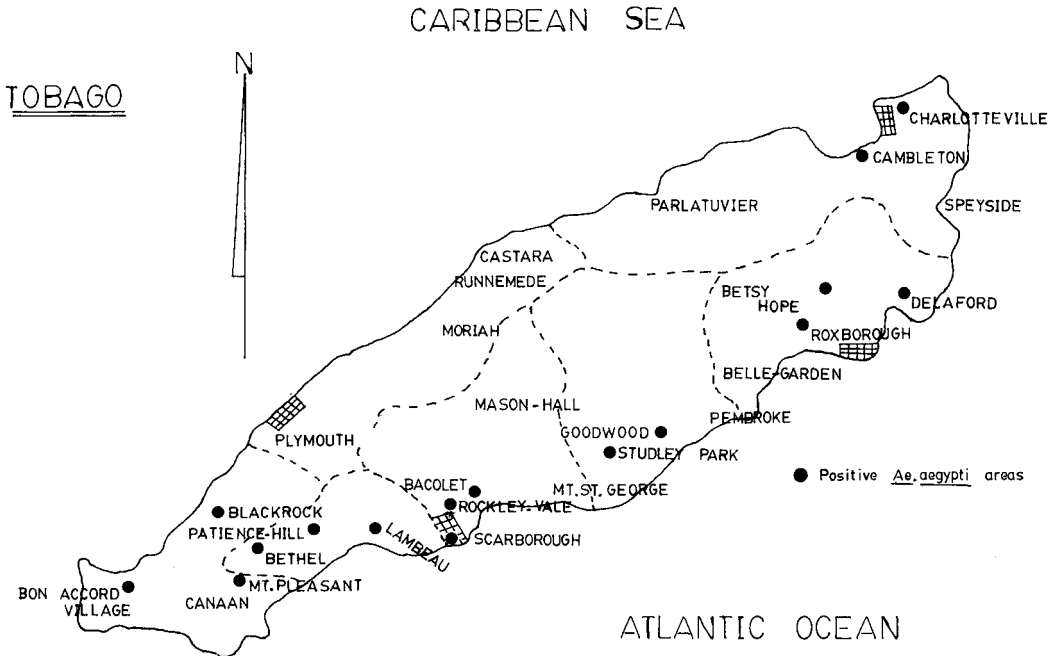 CARIBBEAN SEA
N
TOBAGO
CHARLOTTEVILLE
CAMBLETON
PARLATUVIER
SPEYSIDE
CASTARA
RUNNEMEDE
BETSY
HOPE
DELAFORD
MORIAH
ROXBOROUGH
BELLE-GARDEN
MASON-HALL
PEMBROKE
GOODWOOD
PLYMOUTH
STUDLEY PARK
Positive Ae. aegypti areas
BACOLET
MT. ST. GEORGE
ROCKLEY-VALE
BLACKROCK
PATIENCE-HILL
LAMBEAU
SCARBOROUGH
BETHEL
MT. PLEASANT
BON ACCORD
VILLAGE
CANAAN
ATLANTIC OCEAN